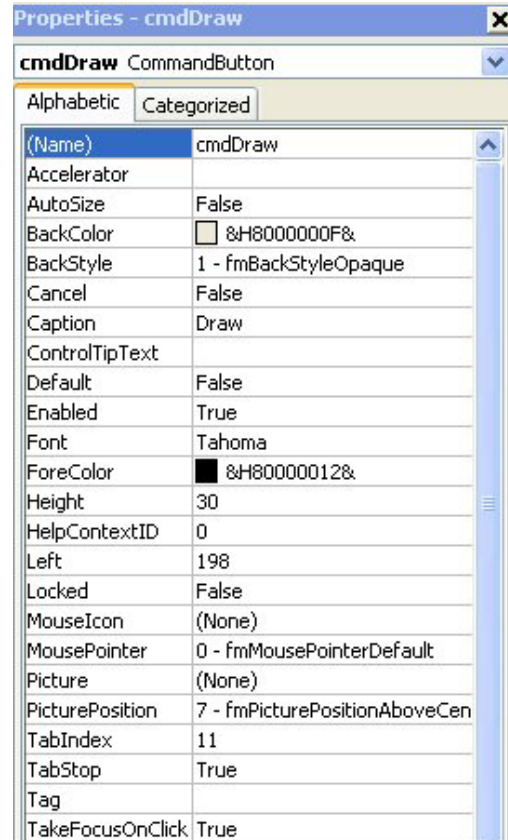 Properties - cmdDraw
cmdDraw CommandButton
Alphabetic Categorized
(Name) cmdDraw
Accelerator
AutoSize False
BackColor &H8000000F&
BackStyle 1 - fmBackStyleOpaque
Cancel False
Caption Draw
ControlTipText
Default False
Enabled True
Font Tahoma
ForeColor &H80000012&
Height 30
HelpContextID 0
Left 198
Locked False
MouseIcon (None)
MousePointer 0 - fmMousePointerDefault
Picture (None)
PicturePosition 7 - fmPicturePositionAboveCen
TabIndex 11
TabStop True
Tag
TakeFocusOnClick True